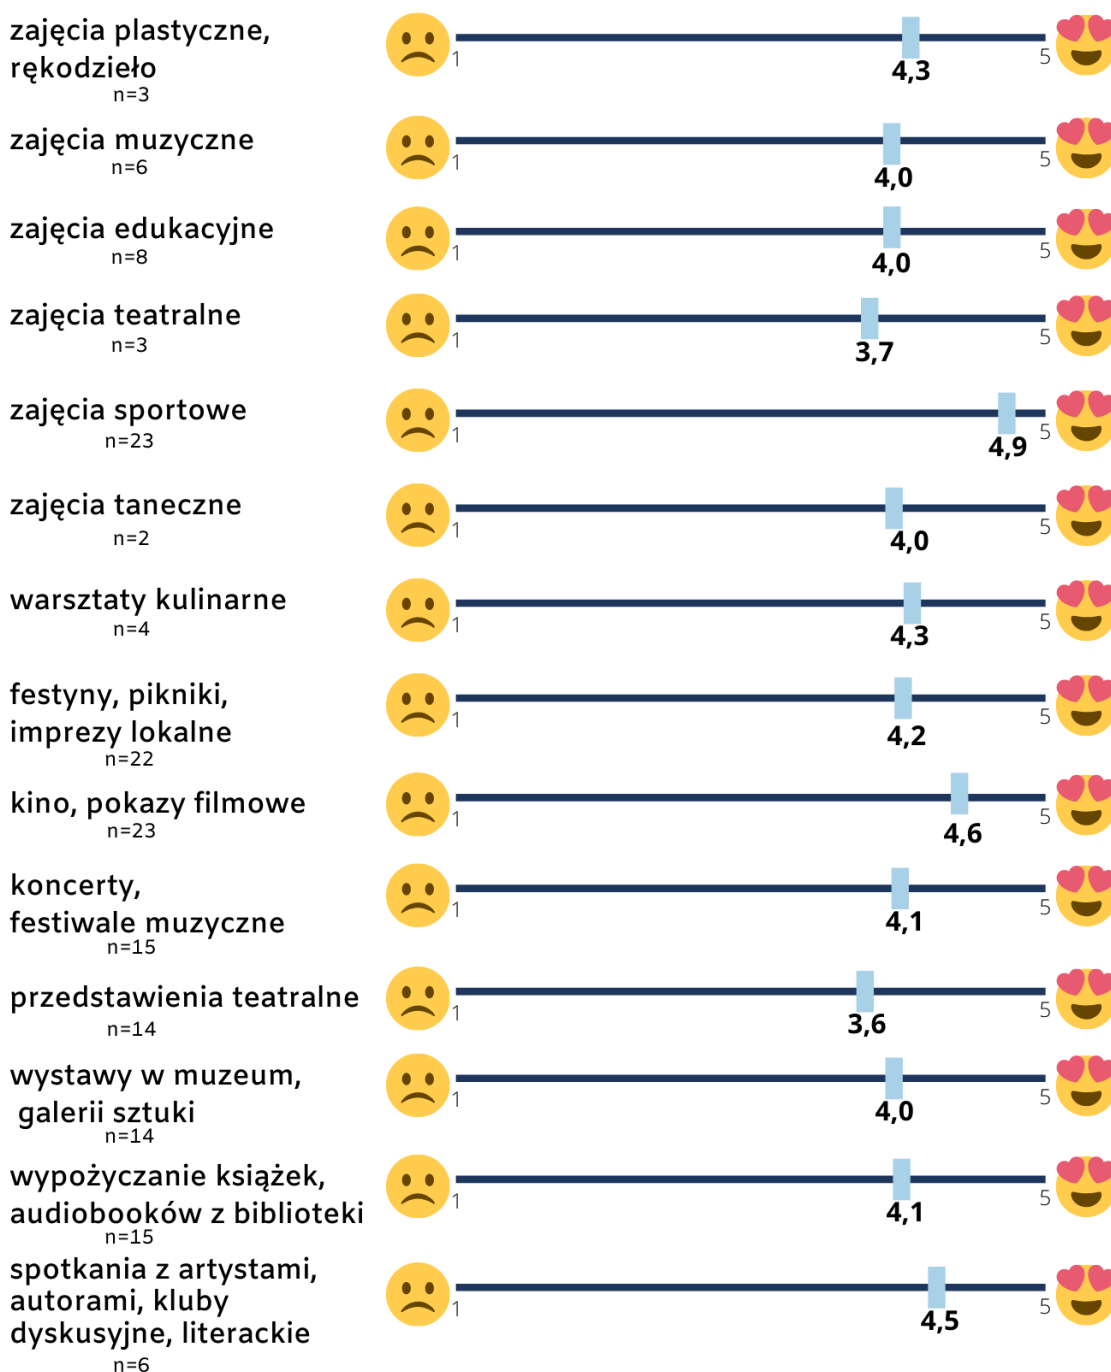 zajęcia plastyczne,
rękodzieło
n=3
1
4,3
5
zajęcia muzyczne
n=6
1
4,0
5
zajęcia edukacyjne
n=8
1
4,0
5
zajęcia teatralne
n=3
1
3,7
5
zajęcia sportowe
n=23
1
4,9
5
zajęcia taneczne
n=2
1
4,0
5
warsztaty kulinarne
n=4
1
4,3
5
festyny, pikniki,
imprezy lokalne
n=22
1
4,2
5
kino, pokazy filmowe
n=23
1
4,6
5
koncerty,
festiwale muzyczne
n=15
1
4,1
5
przedstawienia teatralne
n=14
1
3,6
5
wystawy w muzeum,
galerii sztuki
n=14
1
4,0
5
wypożyczanie książek,
audiobooków z biblioteki
n=15
1
4,1
5
spotkania z artystami,
autorami, kluby
dyskusyjne, literackie
n=6
1
4,5
5